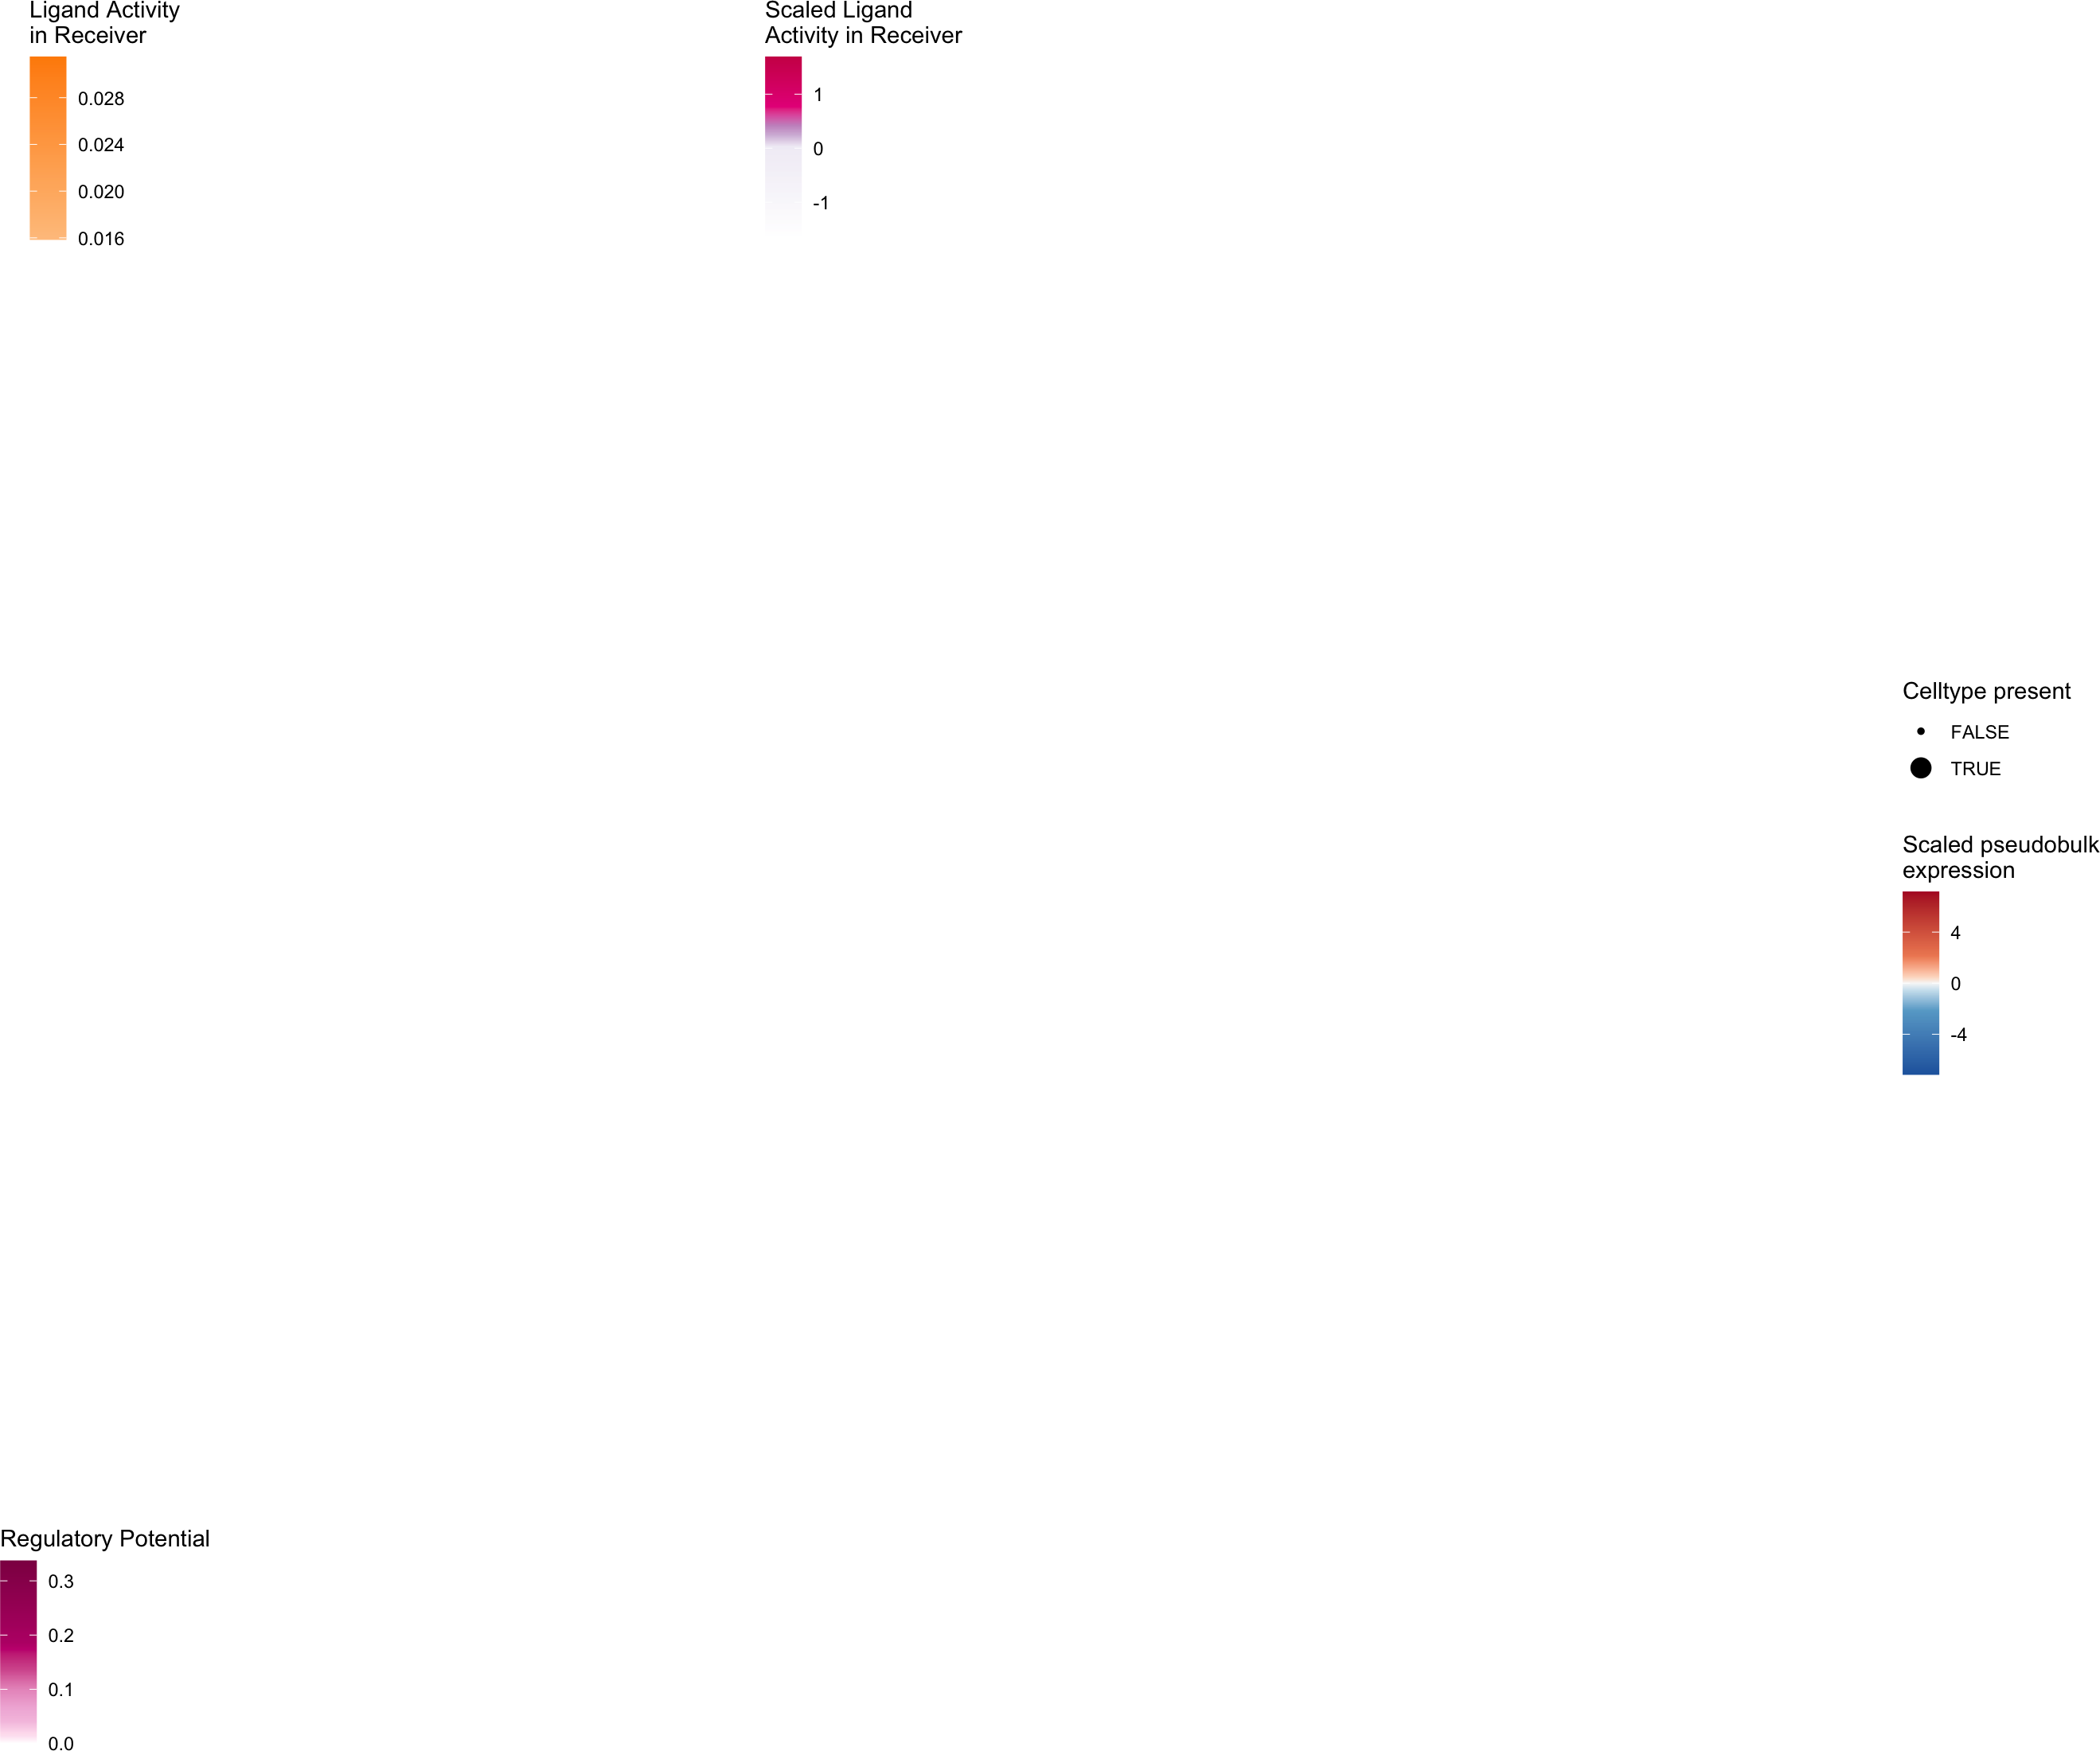 Ligand Activity
in Receiver
0.028
0.024
0.020
0.016
Scaled Ligand
Activity in Receiver
1
0
-1
Celltype present
FALSE
TRUE
Scaled pseudobulk
expression
4
0
-4
Regulatory Potential
0.3
0.2
0.1
0.0